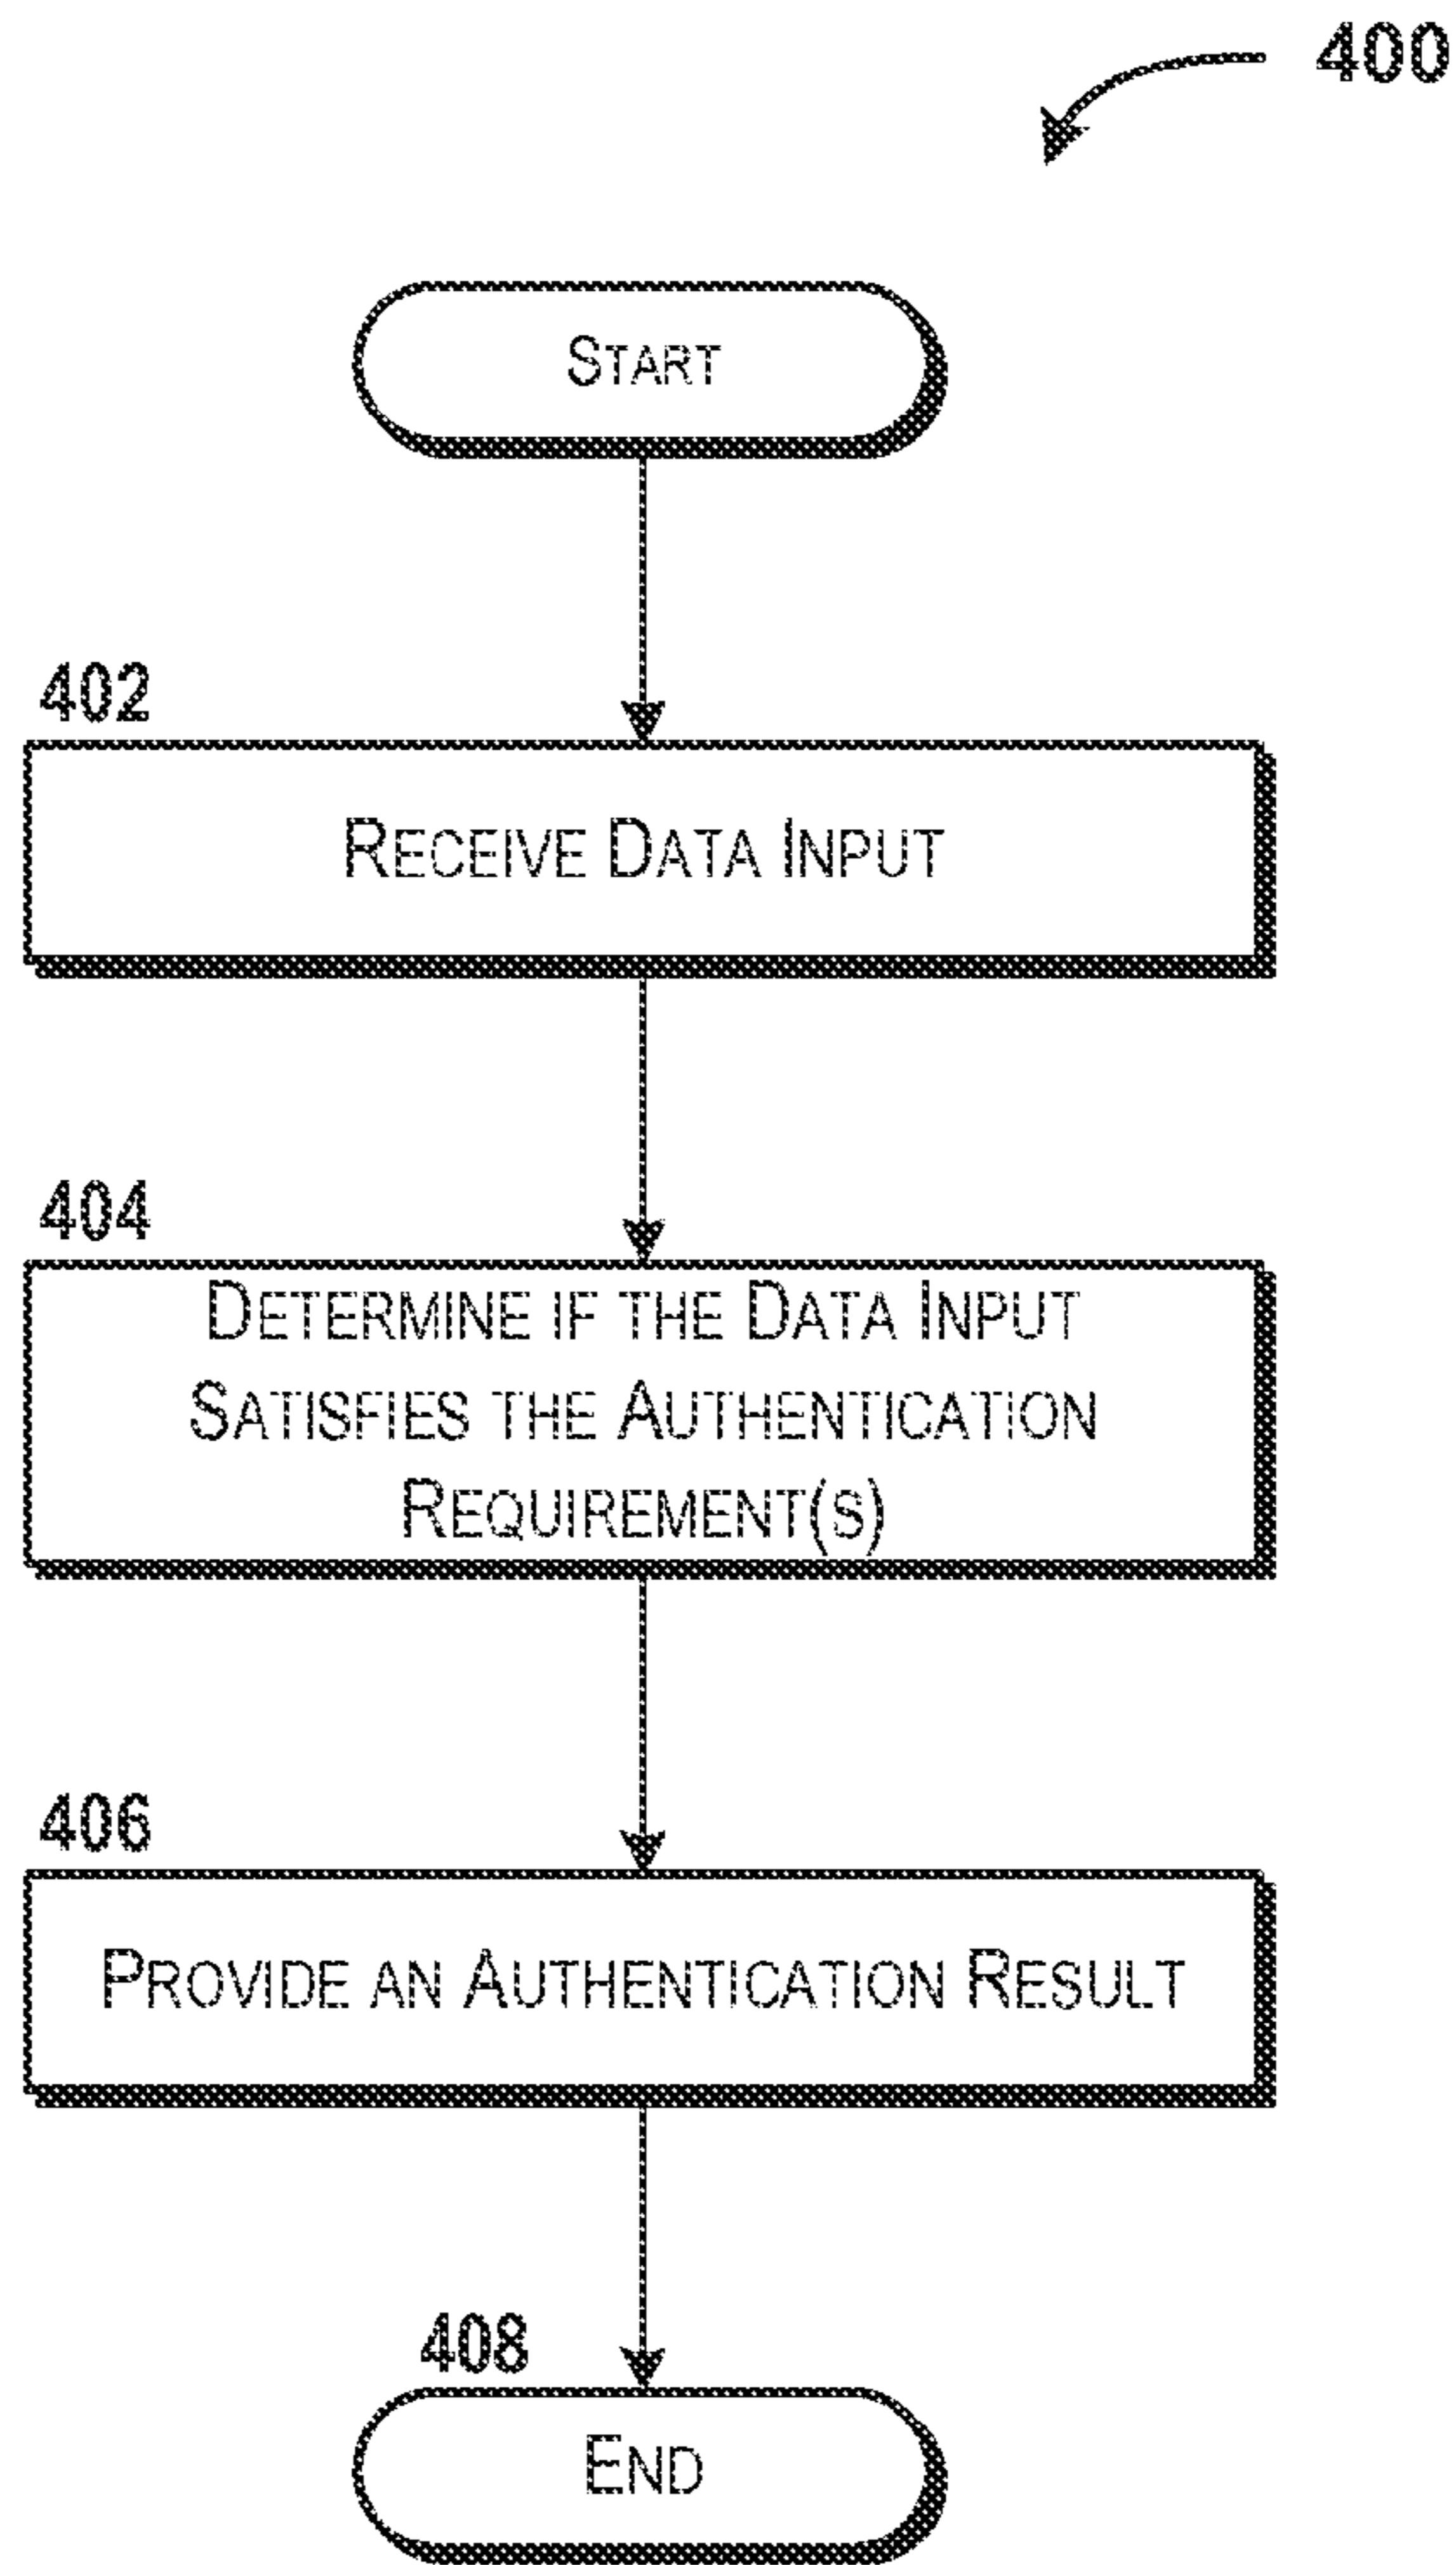 400
START
402
RECEIVE DATA INPUT
404
DETERMINE IF THE DATA INPUT
SATISFIES THE AUTHENTICATION
REQUIREMENT(S)
406
PROVIDE AN AUTHENTICATION RESULT
408
END